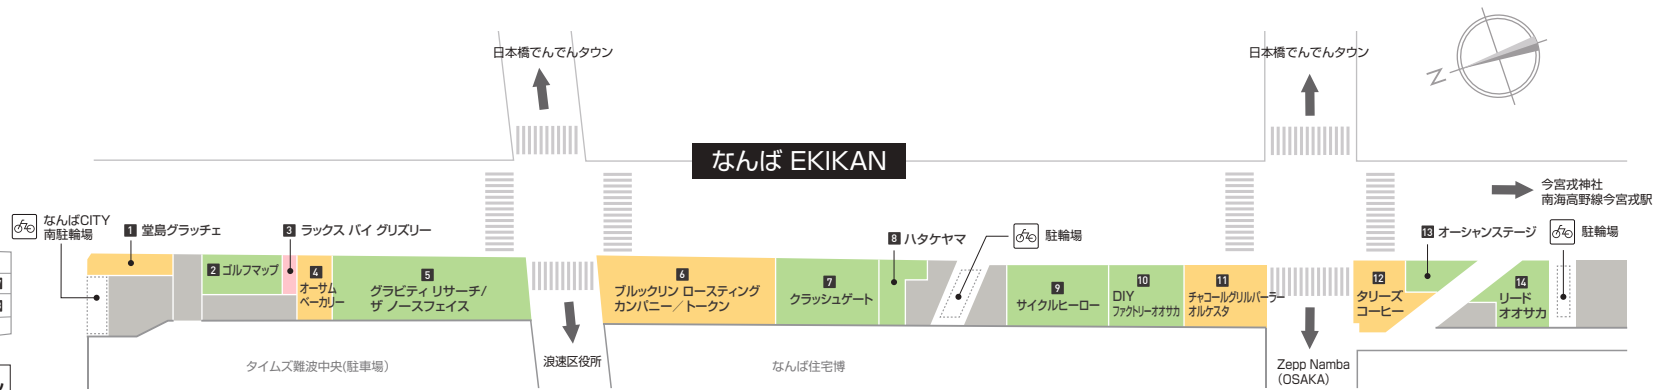 日本橋でんでんタウン
日本橋でんでんタウン
N
なんば EKIKAN
今宮戎神社
南海高野線今宮戎駅
なんばCITY
南駐輪場
1 堂島グラッチェ
3 ラックス バイ グリズリー
8 ハタケヤマ
駐輪場
13 オーシャンステージ
駐輪場
2 ゴルフマップ
4
オーサム
ベーカリー
5
グラビティ リサーチ/
ザ ノースフェイス
6
ブルックリン ロースティング
カンパニー／トークン
7
クラッシュゲート
9
サイクルヒーロー
10
DIY
ファクトリーオオサカ
11
チャコールグリルバーラー
オルケスタ
12
タリーズ
コーヒー
14
リード
オオサカ
タイムズ難波中央(駐車場)
浪速区役所
なんば住宅博
Zepp Namba
(OSAKA)